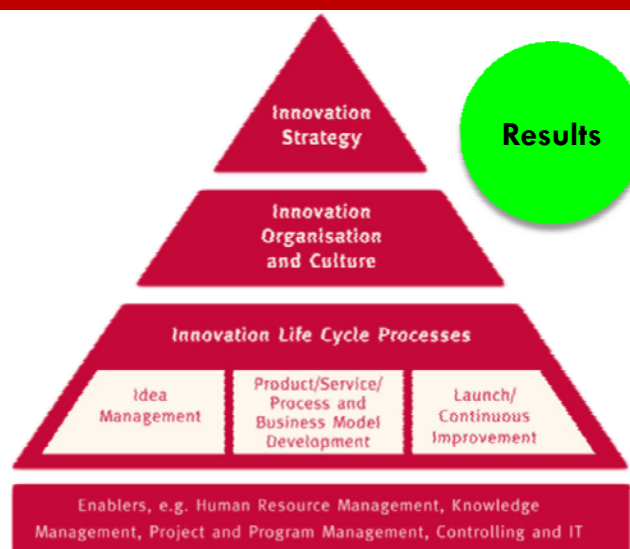 Innovation
Strategy
Results
Innovation
Organisation
and Culture
Innovation Life Cycle Processes
Idea
Management
Product/Service/
Process and
Business Model
Development
Launch/
Continuous
Improvement
Enablers, e.g. Human Resource Management, Knowledge
Management, Project and Program Management, Controlling and IT